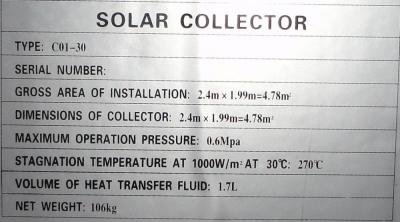 SOLAR COLLECTOR
TYPE: C01-30
SERIAL NUMBER:
GROSS AREA OF INSTALLATION: 2.4m×1.99m=4.78m²
DIMENSIONS OF COLLECTOR: 2.4m×1.99m=4.78m²
MAXIMUM OPERATION PRESSURE: 0.6Mpa
STAGNATION TEMPERATURE AT 1000W/m² AT 30℃: 270℃
VOLUME OF HEAT TRANSFER FLUID: 1.7L
NET WEIGHT: 106kg